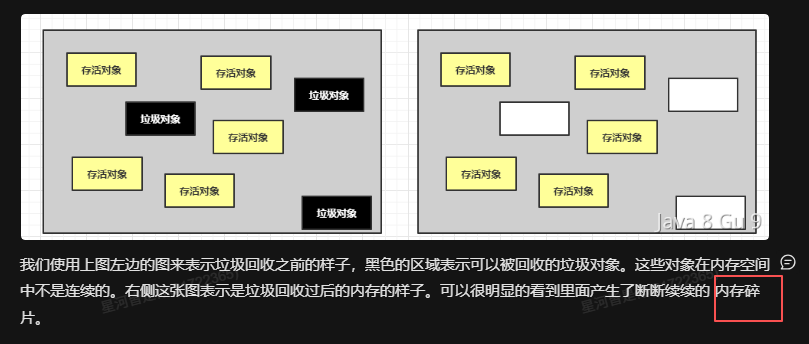 存活对象
存活对象
垃圾对象
垃圾对象
存活对象
存活对象
存活对象
垃圾对象
存活对象
存活对象
存活对象
存活对象
存活对象
Java 8 Gu 9
我们使用上图左边的图来表示垃圾回收之前的样子，黑色的区域表示可以被回收的垃圾对象。这些对象在内存空间
中不是连续的。右侧这张图表示是垃圾回收过后的内存的样子。可以很明显的看到里面产生了断断续续的 内存碎
片。